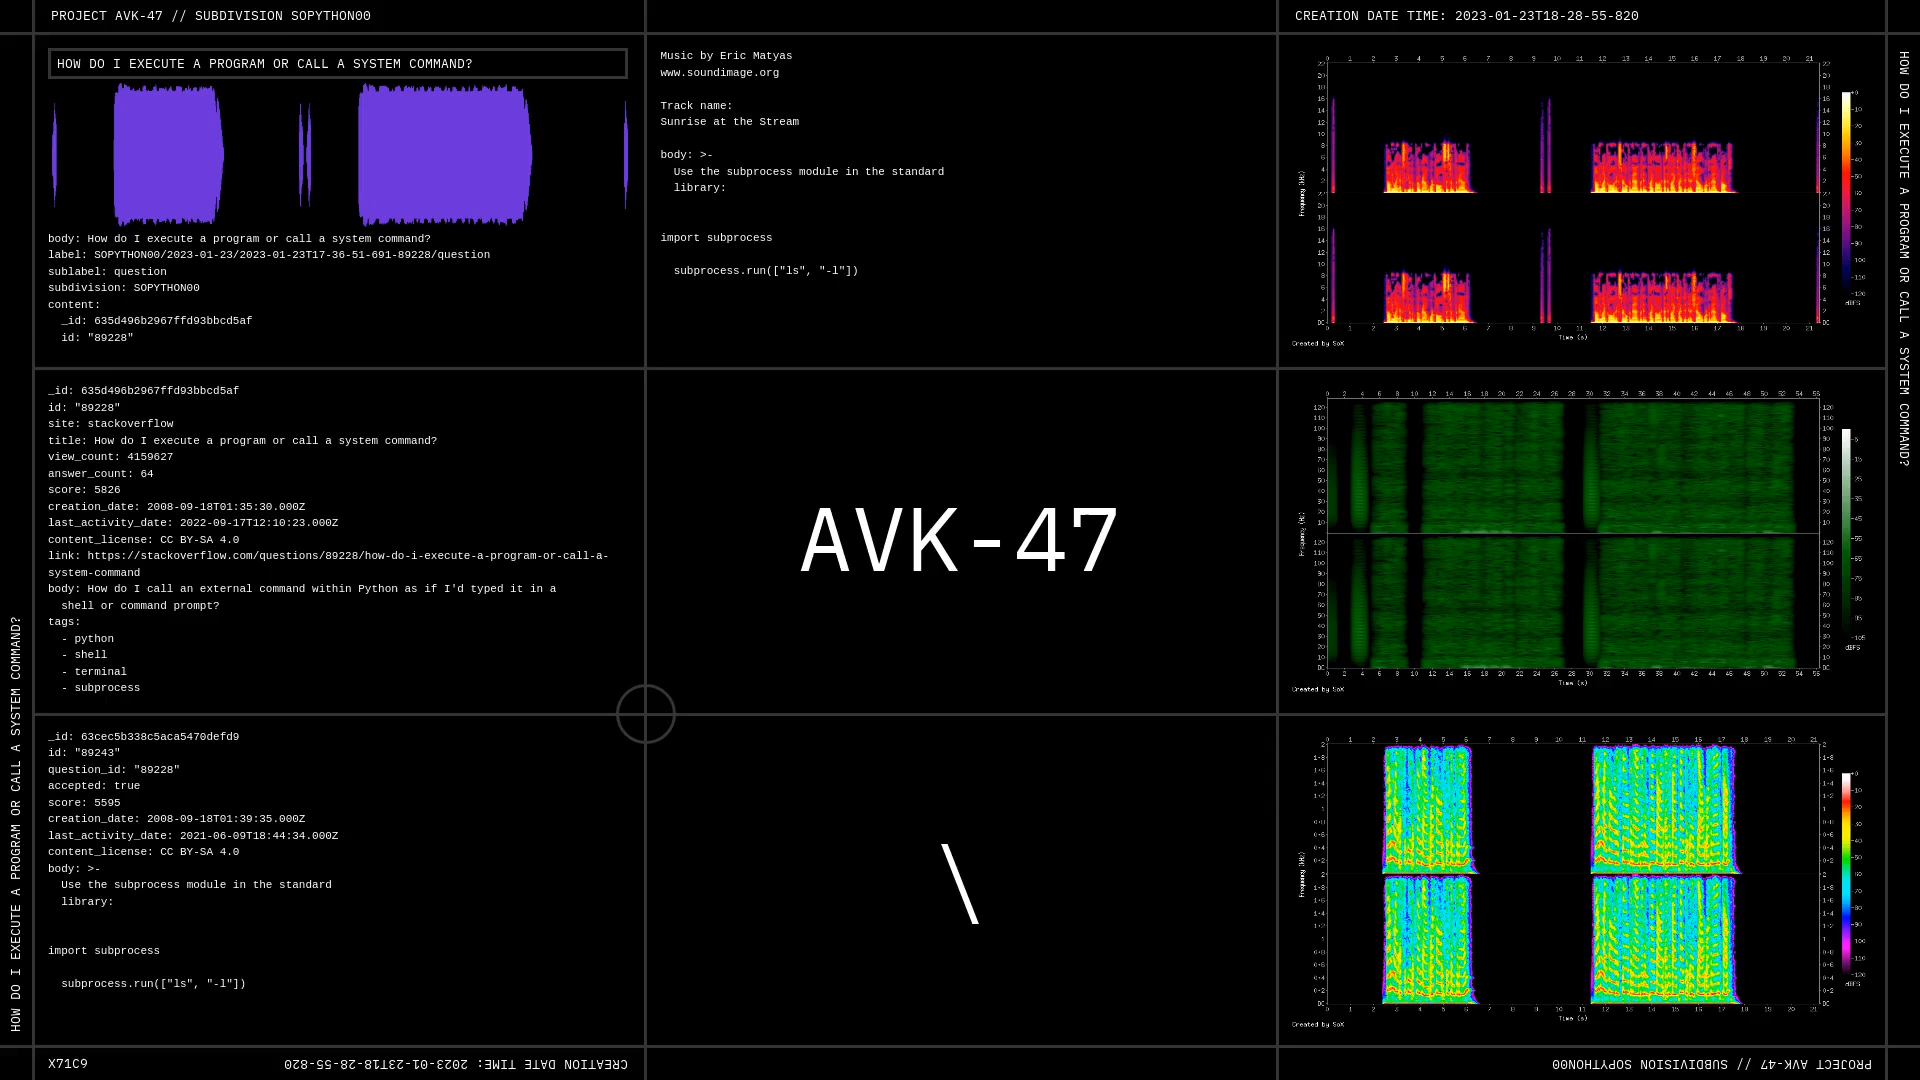 PROJECT AVK-47 // SUBDIVISION SOPYTHON00
CREATION DATE TIME: 2023-01-23T18-28-55-820
HOW DO I EXECUTE A PROGRAM OR CALL A SYSTEM COMMAND?
body: How do I execute a program or call a system command?
label: SOPYTHON00/2023-01-23/2023-01-23T17-36-51-691-89228/question
sublabel: question
subdivision: SOPYTHON00
content:
_id: 635d496b2967ffd93bbcd5af
id: "89228"
Music by Eric Matyas
www.soundimage.org
Track name:
Sunrise at the Stream
body: >-
Use the subprocess module in the standard
library:
import subprocess
subprocess.run(["ls", "-l"])
Frequency (kHz)
Time (s)
dBFS
Created by SoX
HOW DO I EXECUTE A PROGRAM OR CALL A SYSTEM COMMAND?
_id: 635d496b2967ffd93bbcd5af
id: "89228"
site: stackoverflow
title: How do I execute a program or call a system command?
view_count: 4159627
answer_count: 64
score: 5826
creation_date: 2008-09-18T01:35:30.000Z
last_activity_date: 2022-09-17T12:10:23.000Z
content_license: CC BY-SA 4.0
link: https://stackoverflow.com/questions/89228/how-do-i-execute-a-program-or-call-a-
system-command
body: How do I call an external command within Python as if I'd typed it in a
shell or command prompt?
tags:
- python
- shell
- terminal
- subprocess
AVK-47
Frequency (Hz)
Time (s)
dBFS
Created by SoX
HOW DO I EXECUTE A PROGRAM OR CALL A SYSTEM COMMAND?
_id: 63cec5b338c5aca5470defd9
id: "89243"
question_id: "89228"
accepted: true
score: 5595
creation_date: 2008-09-18T01:39:35.000Z
last_activity_date: 2021-06-09T18:44:34.000Z
content_license: CC BY-SA 4.0
body: >-
Use the subprocess module in the standard
library:
import subprocess
subprocess.run(["ls", "-l"])
\
Frequency (kHz)
Time (s)
dBFS
Created by SoX
X71C9
CREATION DATE TIME: 2023-01-23T18-28-55-820
PROJECT AVK-47 // SUBDIVISION SOPYTHON00